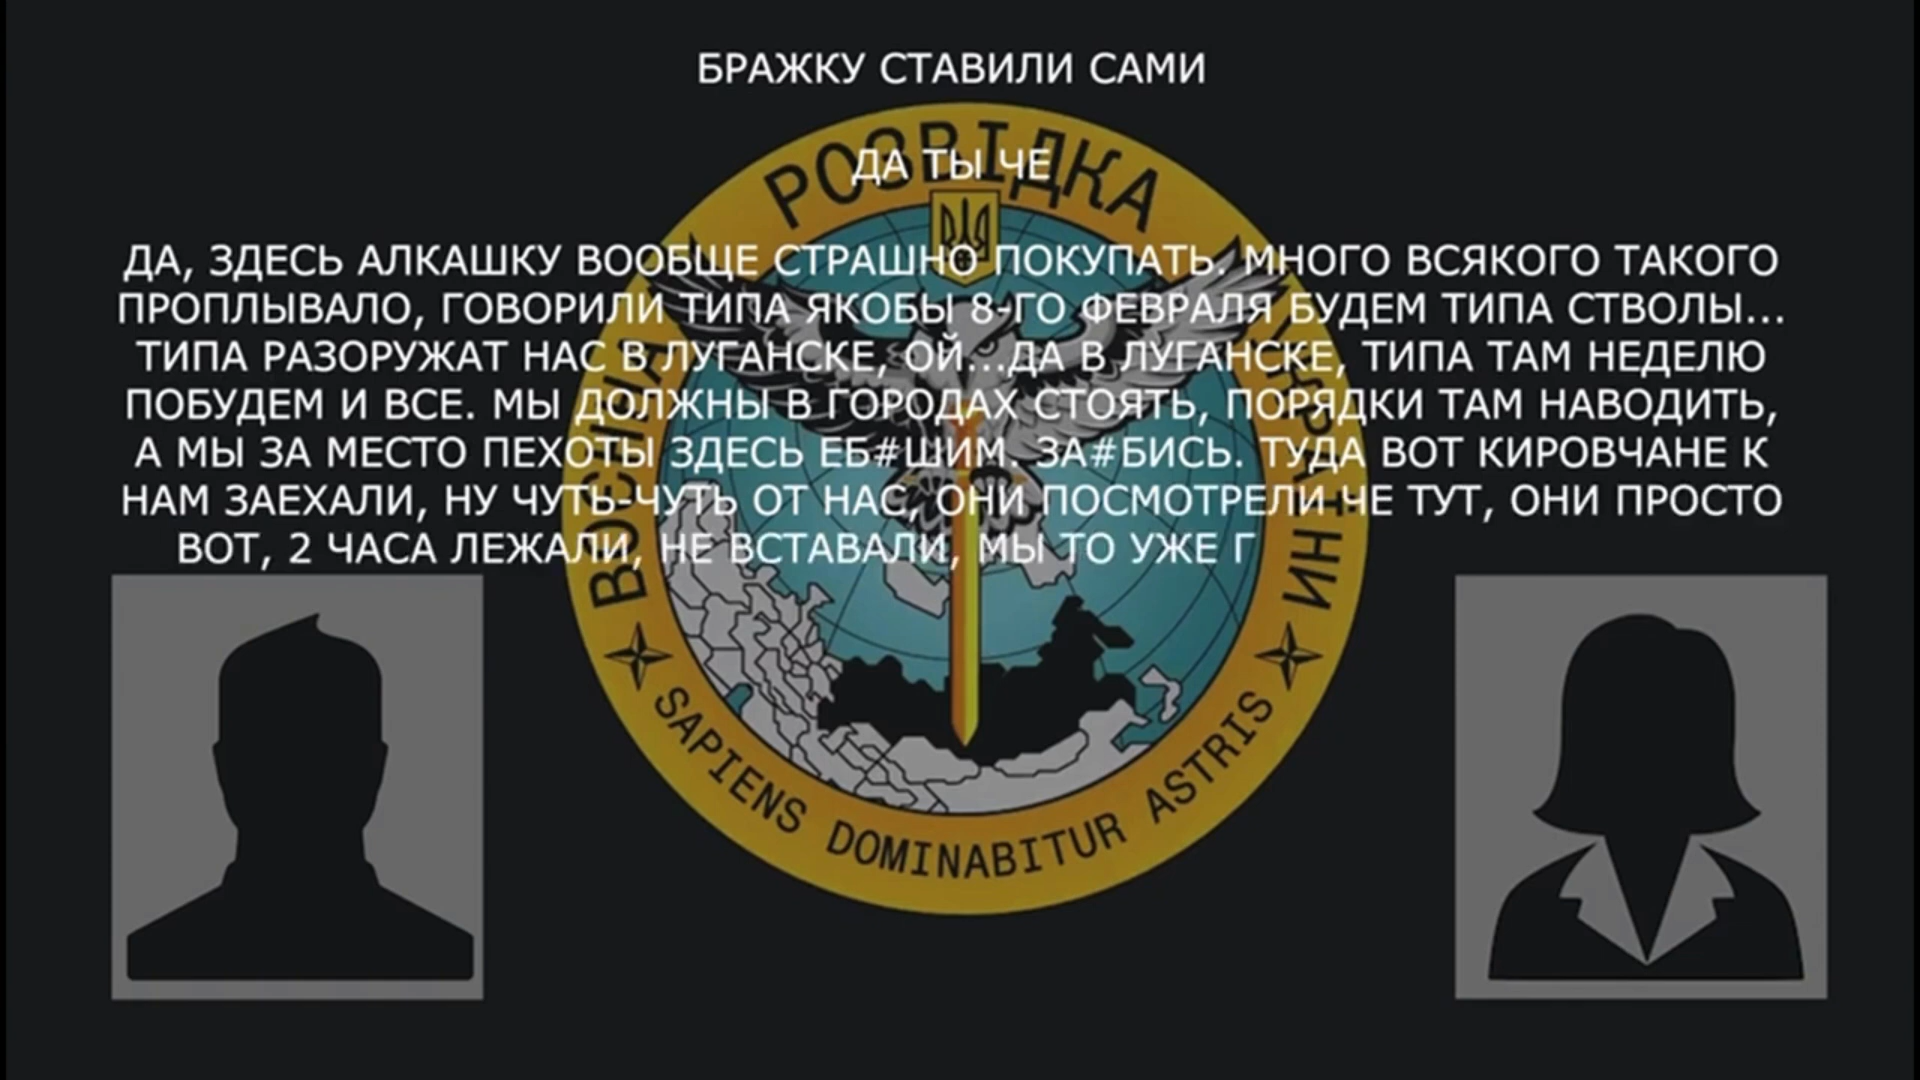 БРАЖКУ СТАВИЛИ САМИ
РОЗВІДКА
ДА ТЫ ЧЕ
ДА, ЗДЕСЬ АЛКАШКУ ВООБЩЕ СТРАШНО ПОКУПАТЬ. МНОГО ВСЯКОГО ТАКОГО
ПРОПЛЫВАЛО, ГОВОРИЛИ ТИПА ЯКОБЫ 8-ГО ФЕВРАЛЯ БУДЕМ ТИПА СТВОЛЫ...
ТИПА РАЗОРУЖАТ НАС В ЛУГАНСКЕ, ОЙ...ДА В ЛУГАНСКЕ, ТИПА ТАМ НЕДЕЛЮ
ПОБУДЕМ И ВСЕ. МЫ ДОЛЖНЫ В ГОРОДАХ СТОЯТЬ, ПОРЯДКИ ТАМ НАВОДИТЬ,
А МЫ ЗА МЕСТО ПЕХОТЫ ЗДЕСЬ ЕБ#ШИМ. ЗА#БИСЬ. ТУДА ВОТ КИРОВЧАНЕ К
НАМ ЗАЕХАЛИ, НУ ЧУТЬ-ЧУТЬ ОТ НАС, ОНИ ПОСМОТРЕЛИ ЧЕ ТУТ, ОНИ ПРОСТО
ВОТ, 2 ЧАСА ЛЕЖАЛИ, НЕ ВСТАВАЛИ, МЫ ТО УЖЕ Г
ВОЄННА
УКРАЇНИ
SAPIENS DOMINABITUR ASTRIS